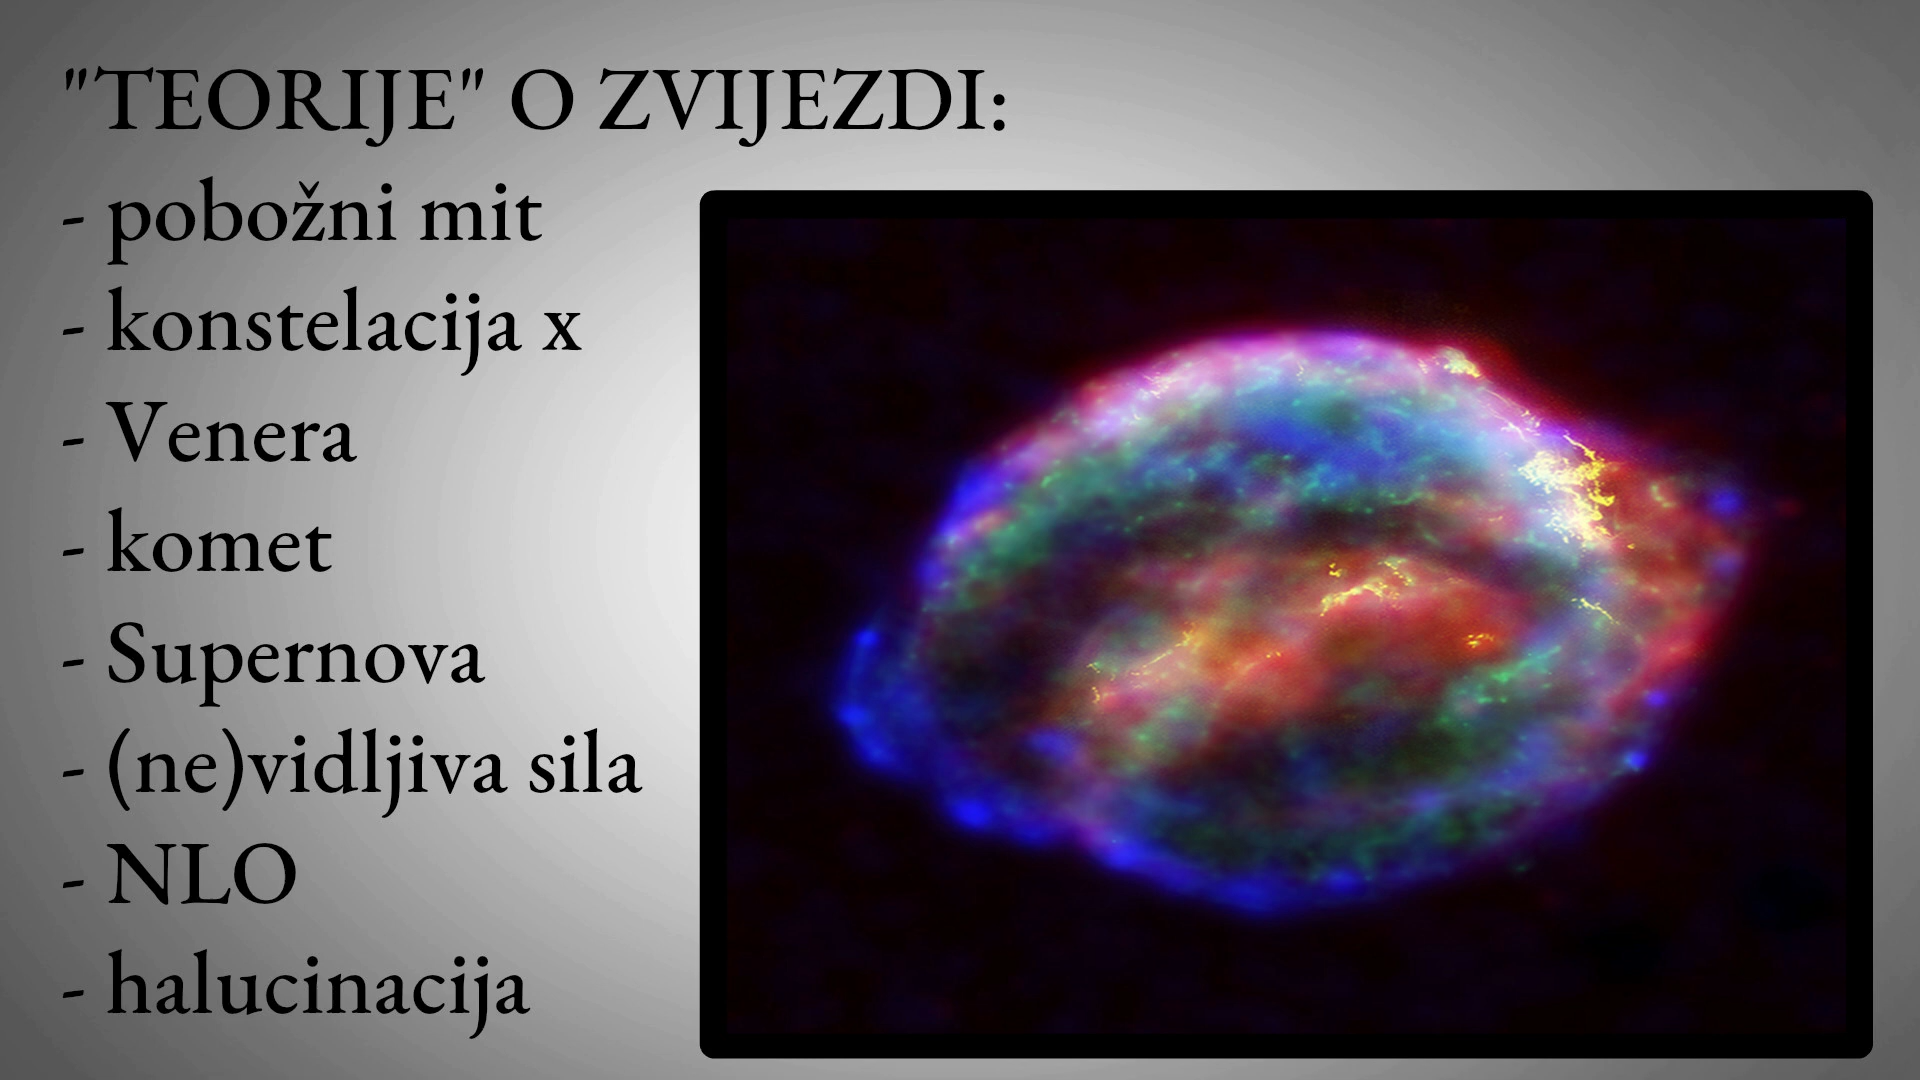 "TEORIJE" O ZVIJEZDI:
- pobožni mit
- konstelacija x
- Venera
- komet
- Supernova
- (ne)vidljiva sila
- NLO
- halucinacija